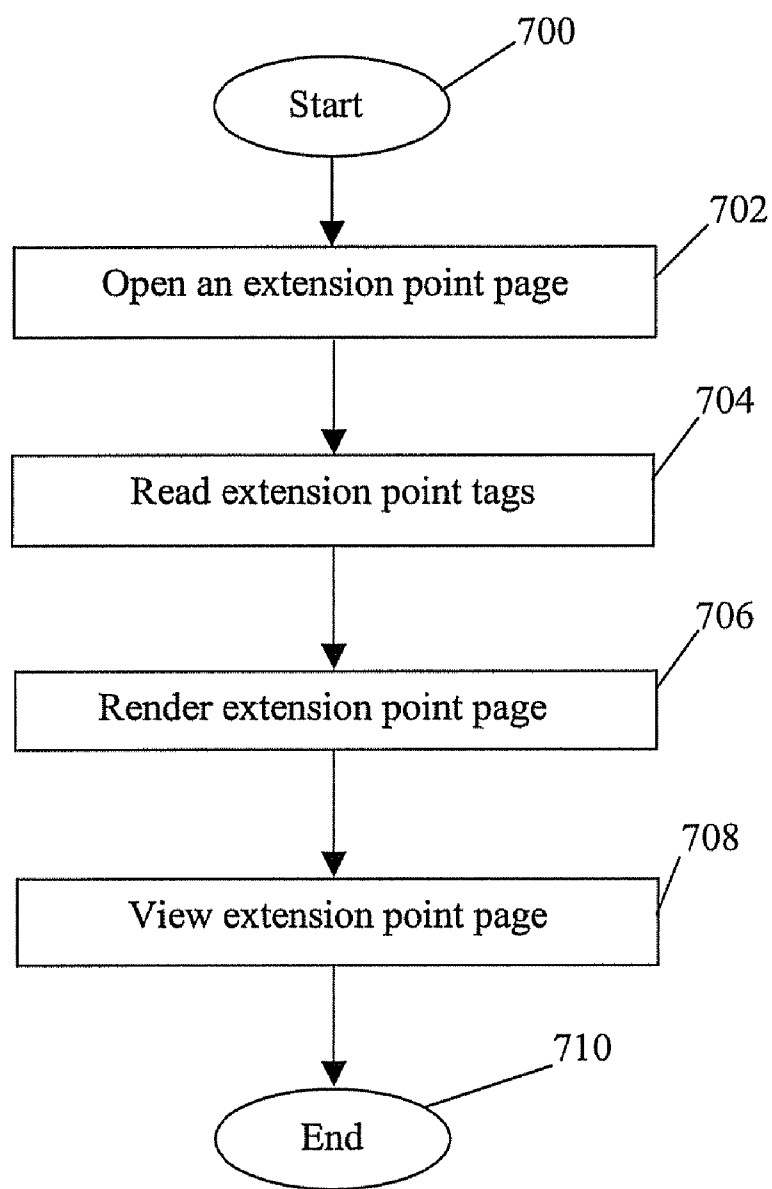 700
Start
702
Open an extension point page
704
Read extension point tags
706
Render extension point page
708
View extension point page
710
End